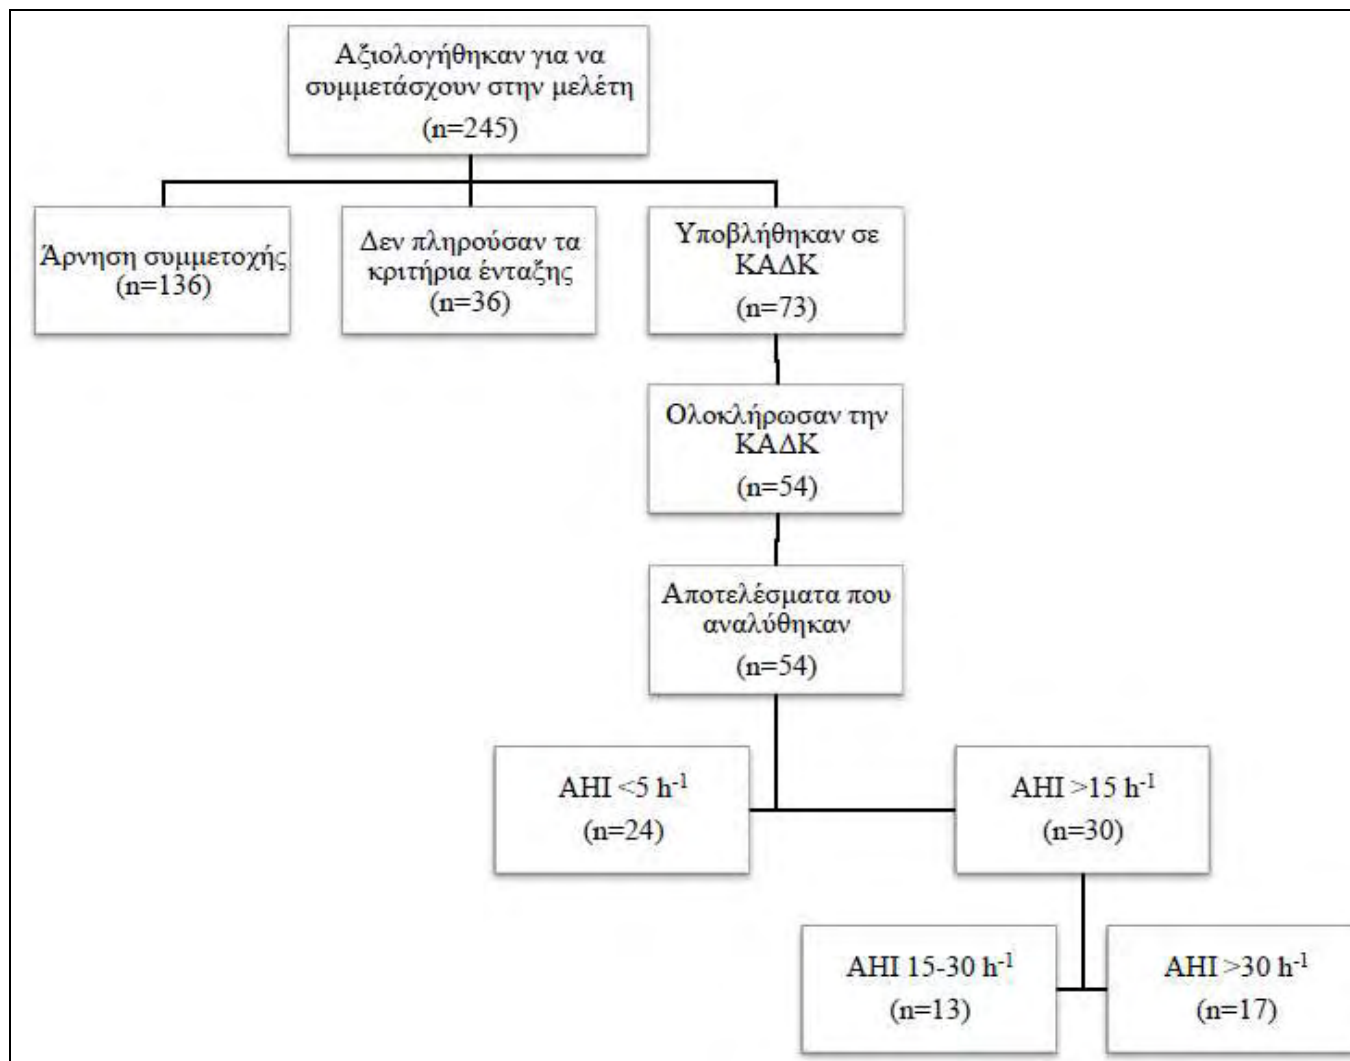 Αξιολογήθηκαν για να
συμμετάσχουν στην μελέτη
(n=245)
Άρνηση συμμετοχής
(n=136)
Δεν πληρούσαν τα
κριτήρια ένταξης
(n=36)
Υποβλήθηκαν σε
ΚΑΔΚ
(n=73)
Ολοκλήρωσαν την
ΚΑΔΚ
(n=54)
Αποτελέσματα που
αναλύθηκαν
(n=54)
AHI <5 h⁻¹
(n=24)
AHI >15 h⁻¹
(n=30)
AHI 15-30 h⁻¹
(n=13)
AHI >30 h⁻¹
(n=17)